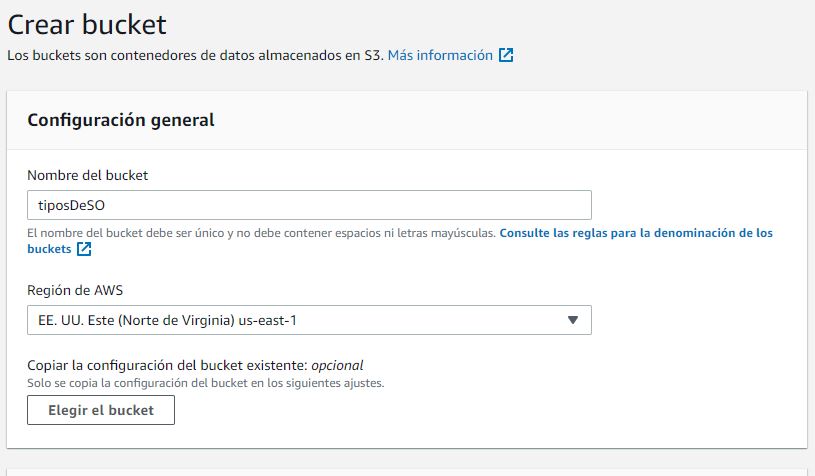 Crear bucket
Los buckets son contenedores de datos almacenados en S3. Más información
Configuración general
Nombre del bucket
tiposDeSO
El nombre del bucket debe ser único y no debe contener espacios ni letras mayúsculas. Consulte las reglas para la denominación de los
buckets
Región de AWS
EE. UU. Este (Norte de Virginia) us-east-1
Copiar la configuración del bucket existente: opcional
Solo se copia la configuración del bucket en los siguientes ajustes.
Elegir el bucket